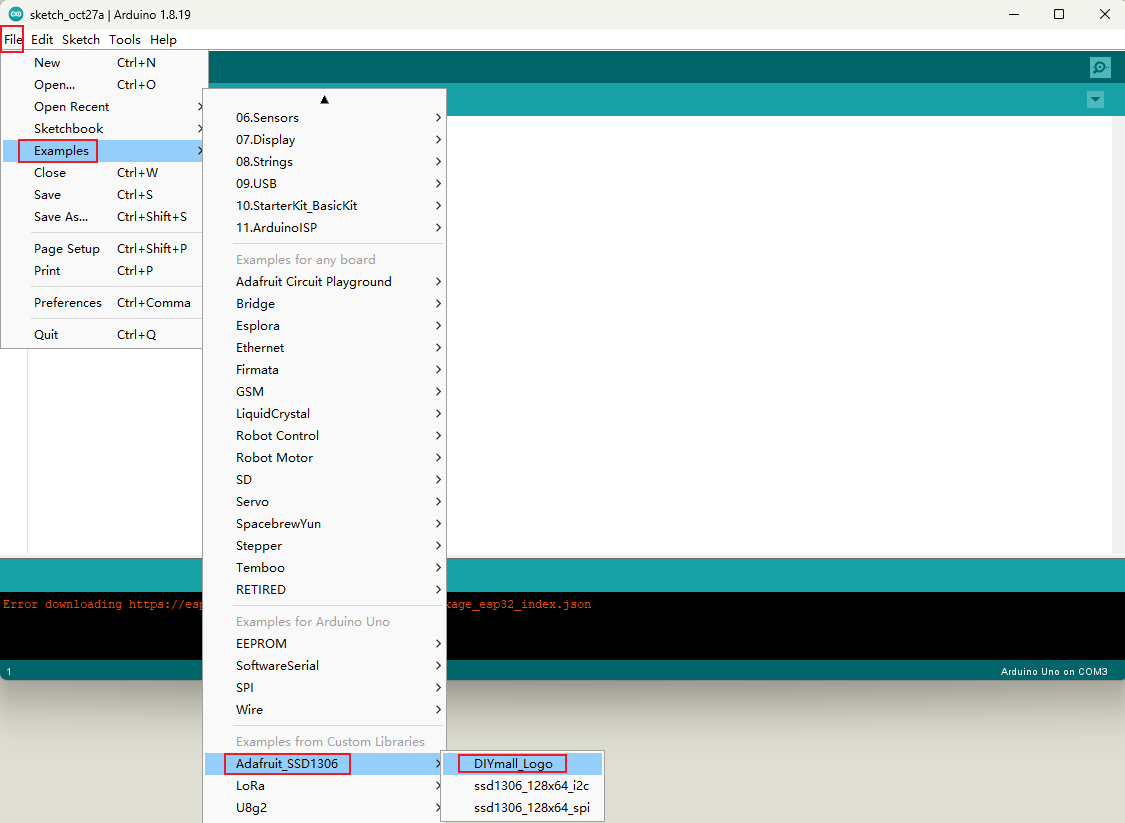 sketch_oct27a | Arduino 1.8.19
File Edit Sketch Tools Help
New Ctrl+N
Open... Ctrl+O
Open Recent
Sketchbook
Examples
Close Ctrl+W
Save Ctrl+S
Save As... Ctrl+Shift+S
Page Setup Ctrl+Shift+P
Print Ctrl+P
Preferences Ctrl+Comma
Quit Ctrl+Q
06.Sensors
07.Display
08.Strings
09.USB
10.StarterKit_BasicKit
11.ArduinoISP
Examples for any board
Adafruit Circuit Playground
Bridge
Esplora
Ethernet
Firmata
GSM
LiquidCrystal
Robot Control
Robot Motor
SD
Servo
SpacebrewYun
Stepper
Temboo
RETIRED
Examples for Arduino Uno
EEPROM
SoftwareSerial
SPI
Wire
Examples from Custom Libraries
Adafruit_SSD1306
LoRa
U8g2
DIYmall_Logo
ssd1306_128x64_i2c
ssd1306_128x64_spi
Error downloading https://esp kage_esp32_index.json
1
Arduino Uno on COM3